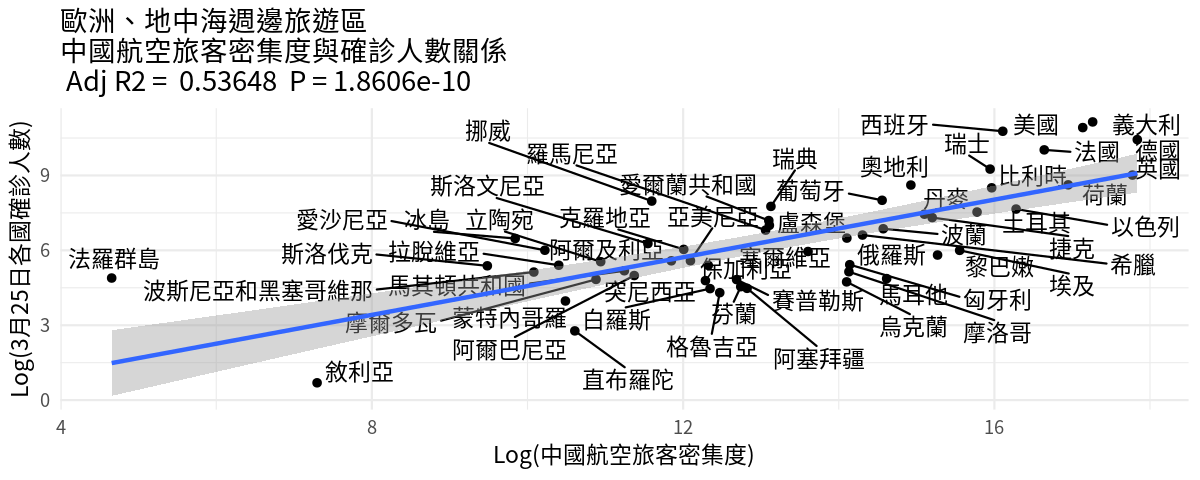 歐洲、地中海週邊旅遊區
中國航空旅客密集度與確診人數關係
Adj R2 = 0.53648 P = 1.8606e-10
Log(3月25日各國確診人數)
9
6
3
0
挪威
羅馬尼亞
瑞典
西班牙
美國
義大利
瑞士
法國
德國
英國
斯洛文尼亞
愛爾蘭共和國
葡萄牙
奧地利
比利時
荷蘭
丹麥
愛沙尼亞
冰島
立陶宛
克羅地亞
亞美尼亞
盧森堡
土耳其
以色列
法羅群島
斯洛伐克
拉脫維亞
阿爾及利亞
塞爾維亞
波蘭
捷克
俄羅斯
黎巴嫩
希臘
保加利亞
波斯尼亞和黑塞哥維那
馬其頓共和國
突尼西亞
賽普勒斯
馬耳他
匈牙利
埃及
摩爾多瓦
蒙特內哥羅
白羅斯
芬蘭
烏克蘭
摩洛哥
阿爾巴尼亞
格魯吉亞
阿塞拜疆
敘利亞
直布羅陀
4
8
12
16
Log(中國航空旅客密集度)